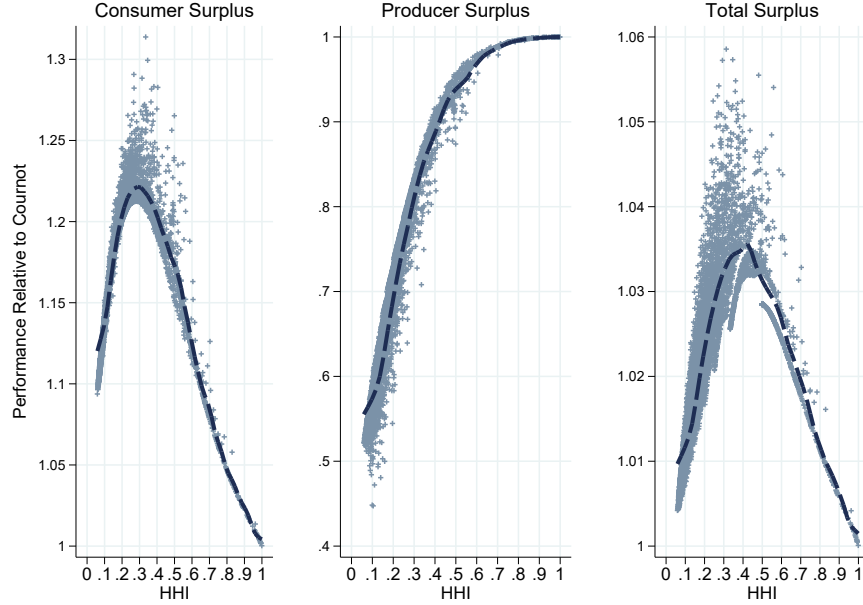 Consumer Surplus
Producer Surplus
Total Surplus
Performance Relative to Cournot
1.3
1.25
1.2
1.15
1.1
1.05
1
0 .1 .2 .3 .4 .5 .6 .7 .8 .9 1
HHI
1
.9
.8
.7
.6
.5
.4
0 .1 .2 .3 .4 .5 .6 .7 .8 .9 1
HHI
1.06
1.05
1.04
1.03
1.02
1.01
1
0 .1 .2 .3 .4 .5 .6 .7 .8 .9 1
HHI